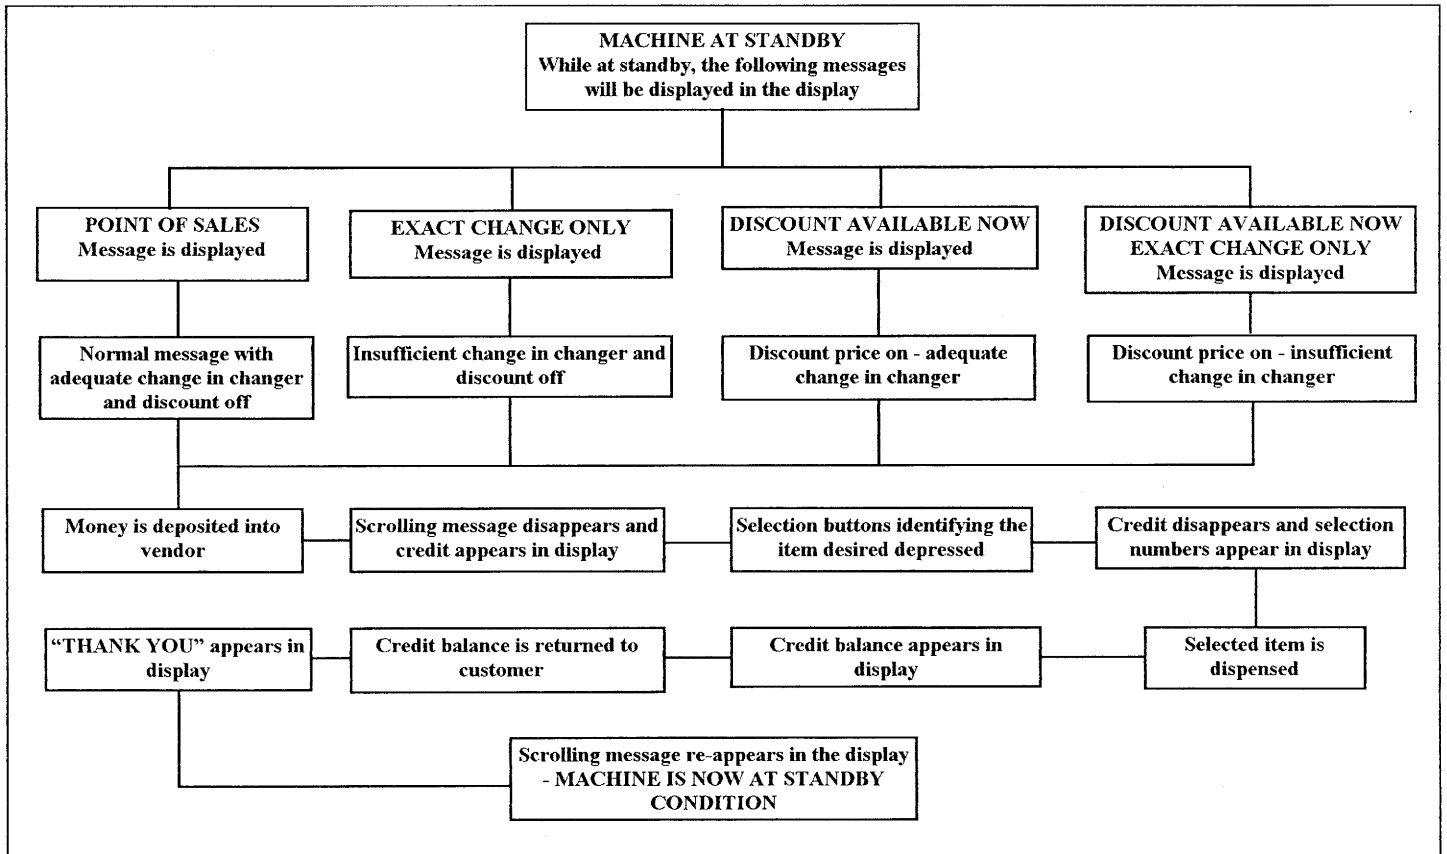 MACHINE AT STANDBY
While at standby, the following messages
will be displayed in the display
POINT OF SALES
Message is displayed
EXACT CHANGE ONLY
Message is displayed
DISCOUNT AVAILABLE NOW
Message is displayed
DISCOUNT AVAILABLE NOW
EXACT CHANGE ONLY
Message is displayed
Normal message with
adequate change in changer
and discount off
Insufficient change in changer and
discount off
Discount price on - adequate
change in changer
Discount price on - insufficient
change in changer
Money is deposited into
vendor
Scrolling message disappears and
credit appears in display
Selection buttons identifying the
item desired depressed
Credit disappears and selection
numbers appear in display
“THANK YOU” appears in
display
Credit balance is returned to
customer
Credit balance appears in
display
Selected item is
dispensed
Scrolling message re-appears in the display
- MACHINE IS NOW AT STANDBY
CONDITION